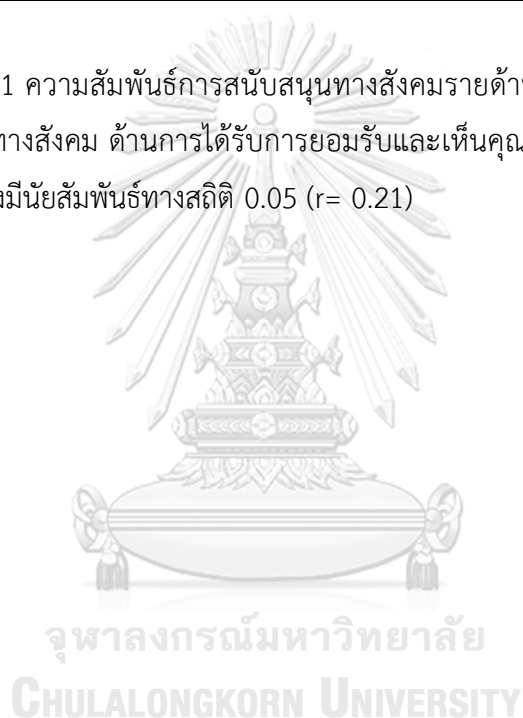 1 ความสัมพันธ์การสนับสนุนทางสังคมรายด้า
ทางสังคม ด้านการได้รับการยอมรับและเห็นคุณ
มีนัยสัมพันธ์ทางสถิติ 0.05 (r= 0.21)
จุฬาลงกรณ์มหาวิทยาลัย
CHULALONGKORN UNIVERSITY